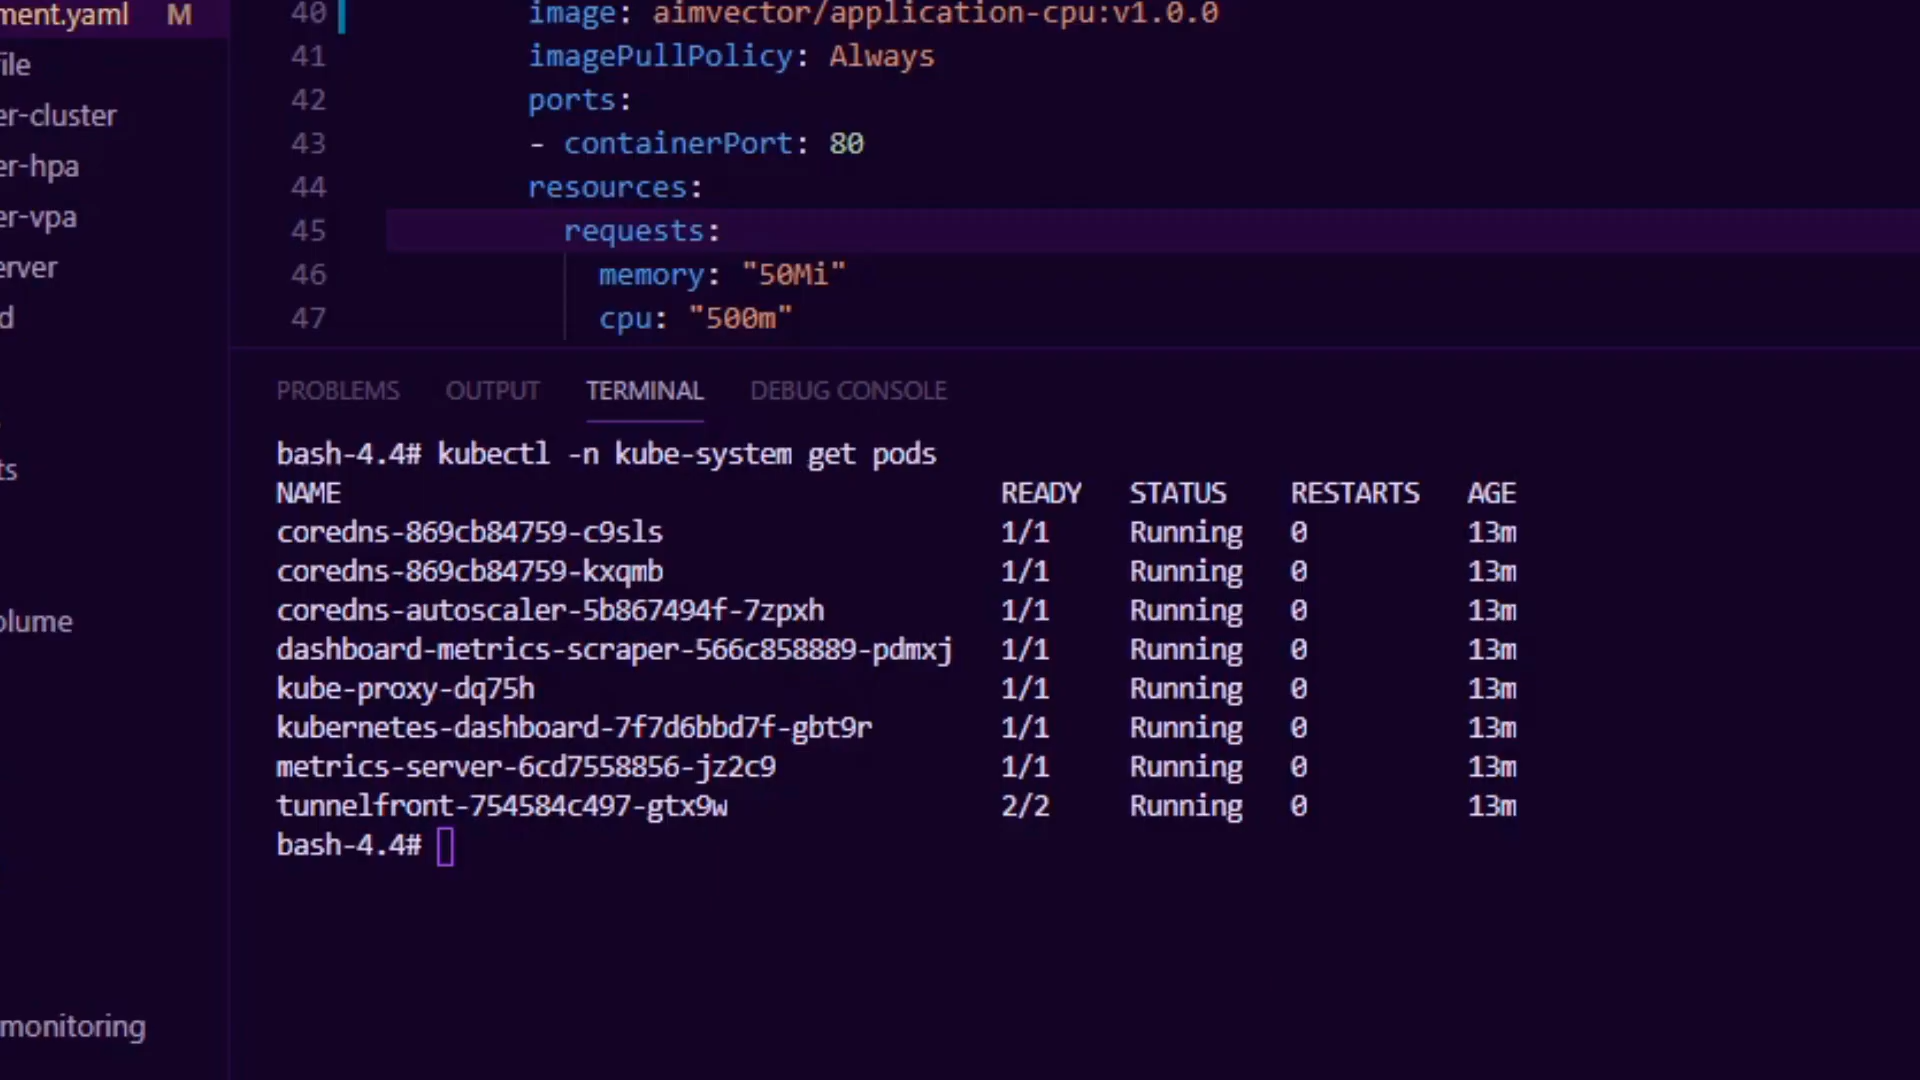 ment.yaml M
file
er-cluster
er-hpa
er-vpa
erver
d
ts
olume
monitoring
40 image: aimvector/application-cpu:v1.0.0
41 imagePullPolicy: Always
42 ports:
43 - containerPort: 80
44 resources:
45 requests:
46 memory: "50Mi"
47 cpu: "500m"
PROBLEMS OUTPUT TERMINAL DEBUG CONSOLE
bash-4.4# kubectl -n kube-system get pods
NAME READY STATUS RESTARTS AGE
coredns-869cb84759-c9sls 1/1 Running 0 13m
coredns-869cb84759-kxqmb 1/1 Running 0 13m
coredns-autoscaler-5b867494f-7zpxh 1/1 Running 0 13m
dashboard-metrics-scraper-566c858889-pdmxj 1/1 Running 0 13m
kube-proxy-dq75h 1/1 Running 0 13m
kubernetes-dashboard-7f7d6bbd7f-gbt9r 1/1 Running 0 13m
metrics-server-6cd7558856-jz2c9 1/1 Running 0 13m
tunnelfront-754584c497-gtx9w 2/2 Running 0 13m
bash-4.4#